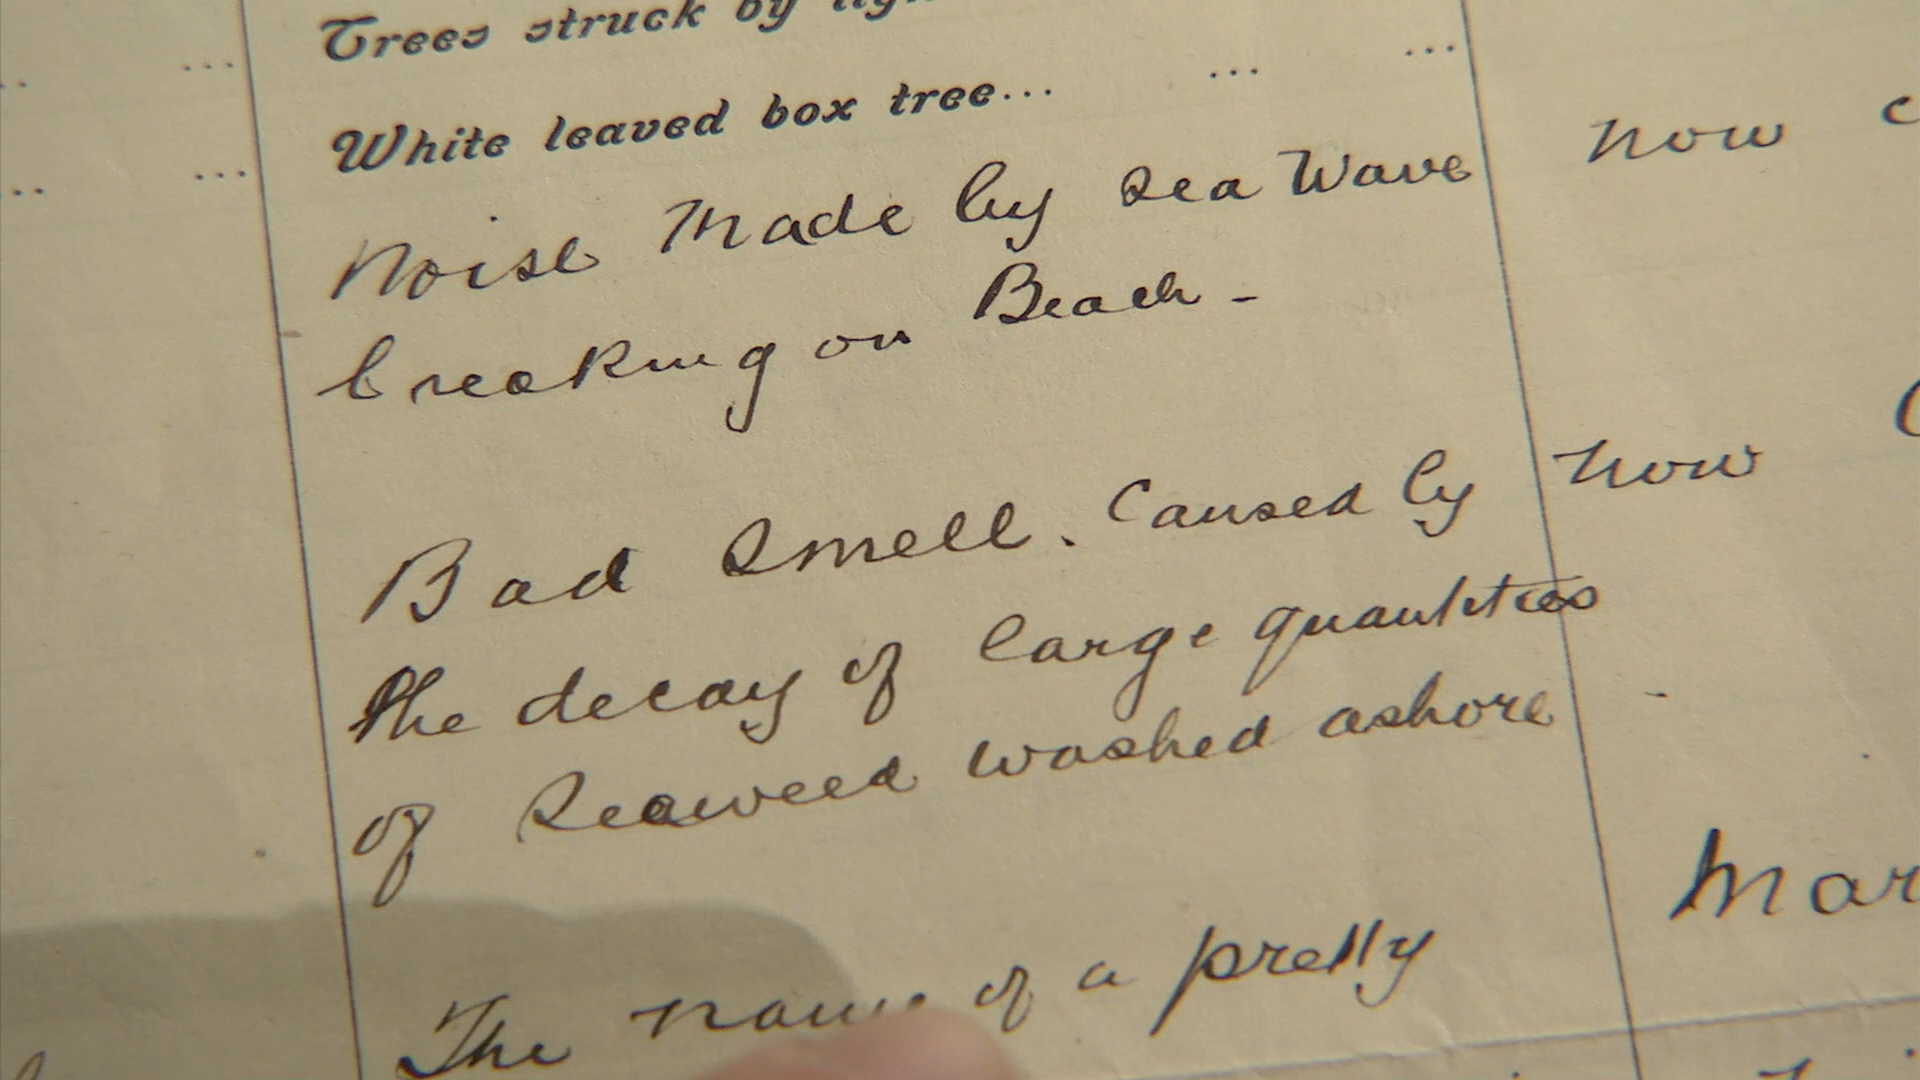 Trees struck by
White leaved box tree... ... ...
Noise Made by Sea Wave
breaking on Beach -
now
Bad Smell. Caused by
the decay of large quantities
of Seaweed washed ashore
now
The name of a pretty